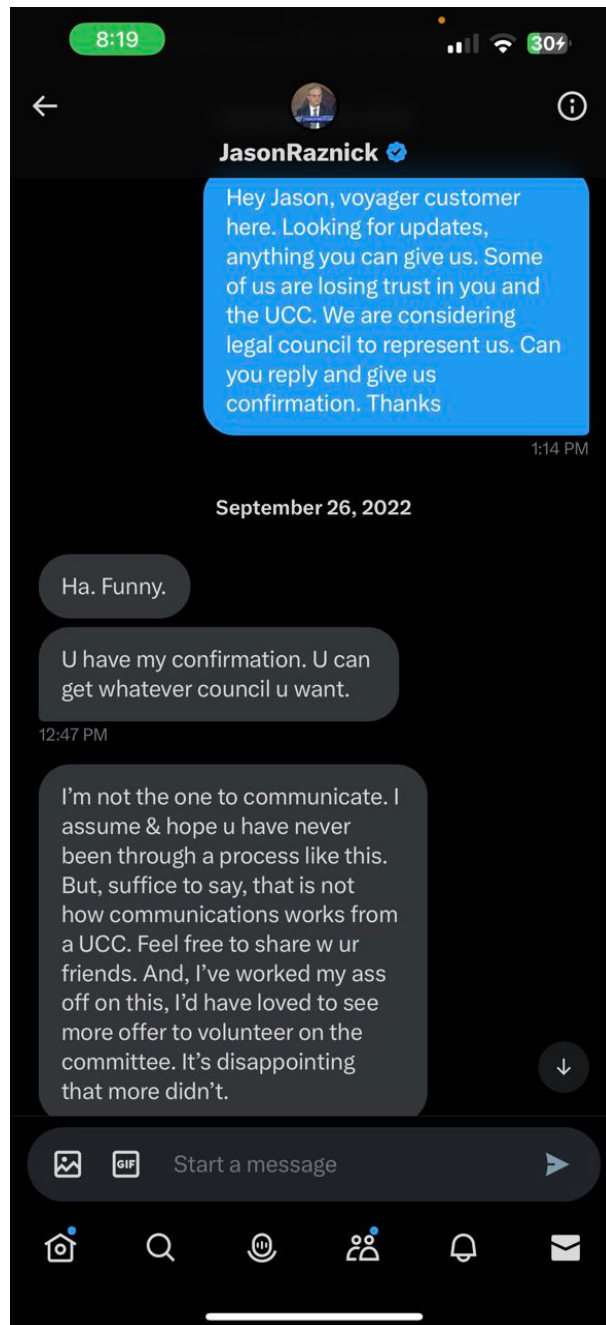 8:19
30
JasonRaznick
Hey Jason, voyager customer
here. Looking for updates,
anything you can give us. Some
of us are losing trust in you and
the UCC. We are considering
legal council to represent us. Can
you reply and give us
confirmation. Thanks
1:14 PM
September 26, 2022
Ha. Funny.
U have my confirmation. U can
get whatever council u want.
12:47 PM
I’m not the one to communicate. I
assume & hope u have never
been through a process like this.
But, suffice to say, that is not
how communications works from
a UCC. Feel free to share w ur
friends. And, I’ve worked my ass
off on this, I’d have loved to see
more offer to volunteer on the
committee. It’s disappointing
that more didn’t.
GIF
Start a message